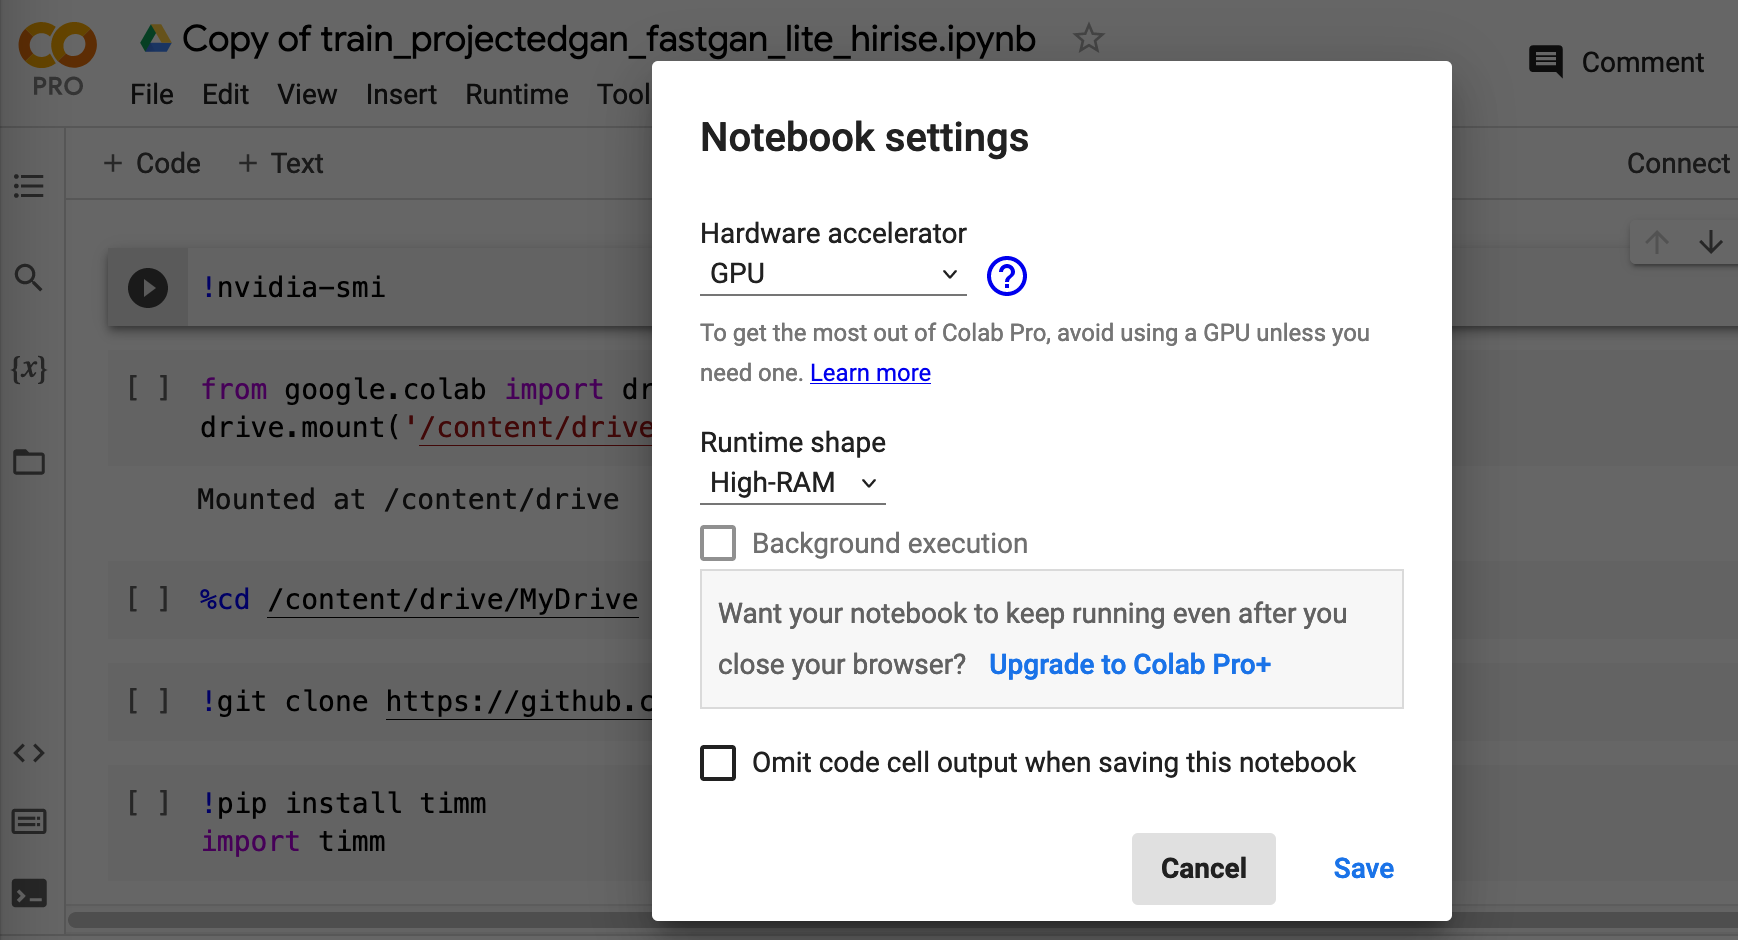 Copy of train_projectedgan_fastgan_lite_hirise.ipynb
PRO
Comment
File Edit View Insert Runtime Tool
+ Code + Text
Connect
!nvidia-smi
[ ] from google.colab import
drive.mount('/content/drive
Mounted at /content/drive
[ ] %cd /content/drive/MyDrive
[ ] !git clone https://github.c
[ ] !pip install timm
import timm
{x}
Notebook settings
Hardware accelerator
GPU
?
To get the most out of Colab Pro, avoid using a GPU unless you
need one. Learn more
Runtime shape
High-RAM
Background execution
Want your notebook to keep running even after you
close your browser? Upgrade to Colab Pro+
Omit code cell output when saving this notebook
Cancel Save